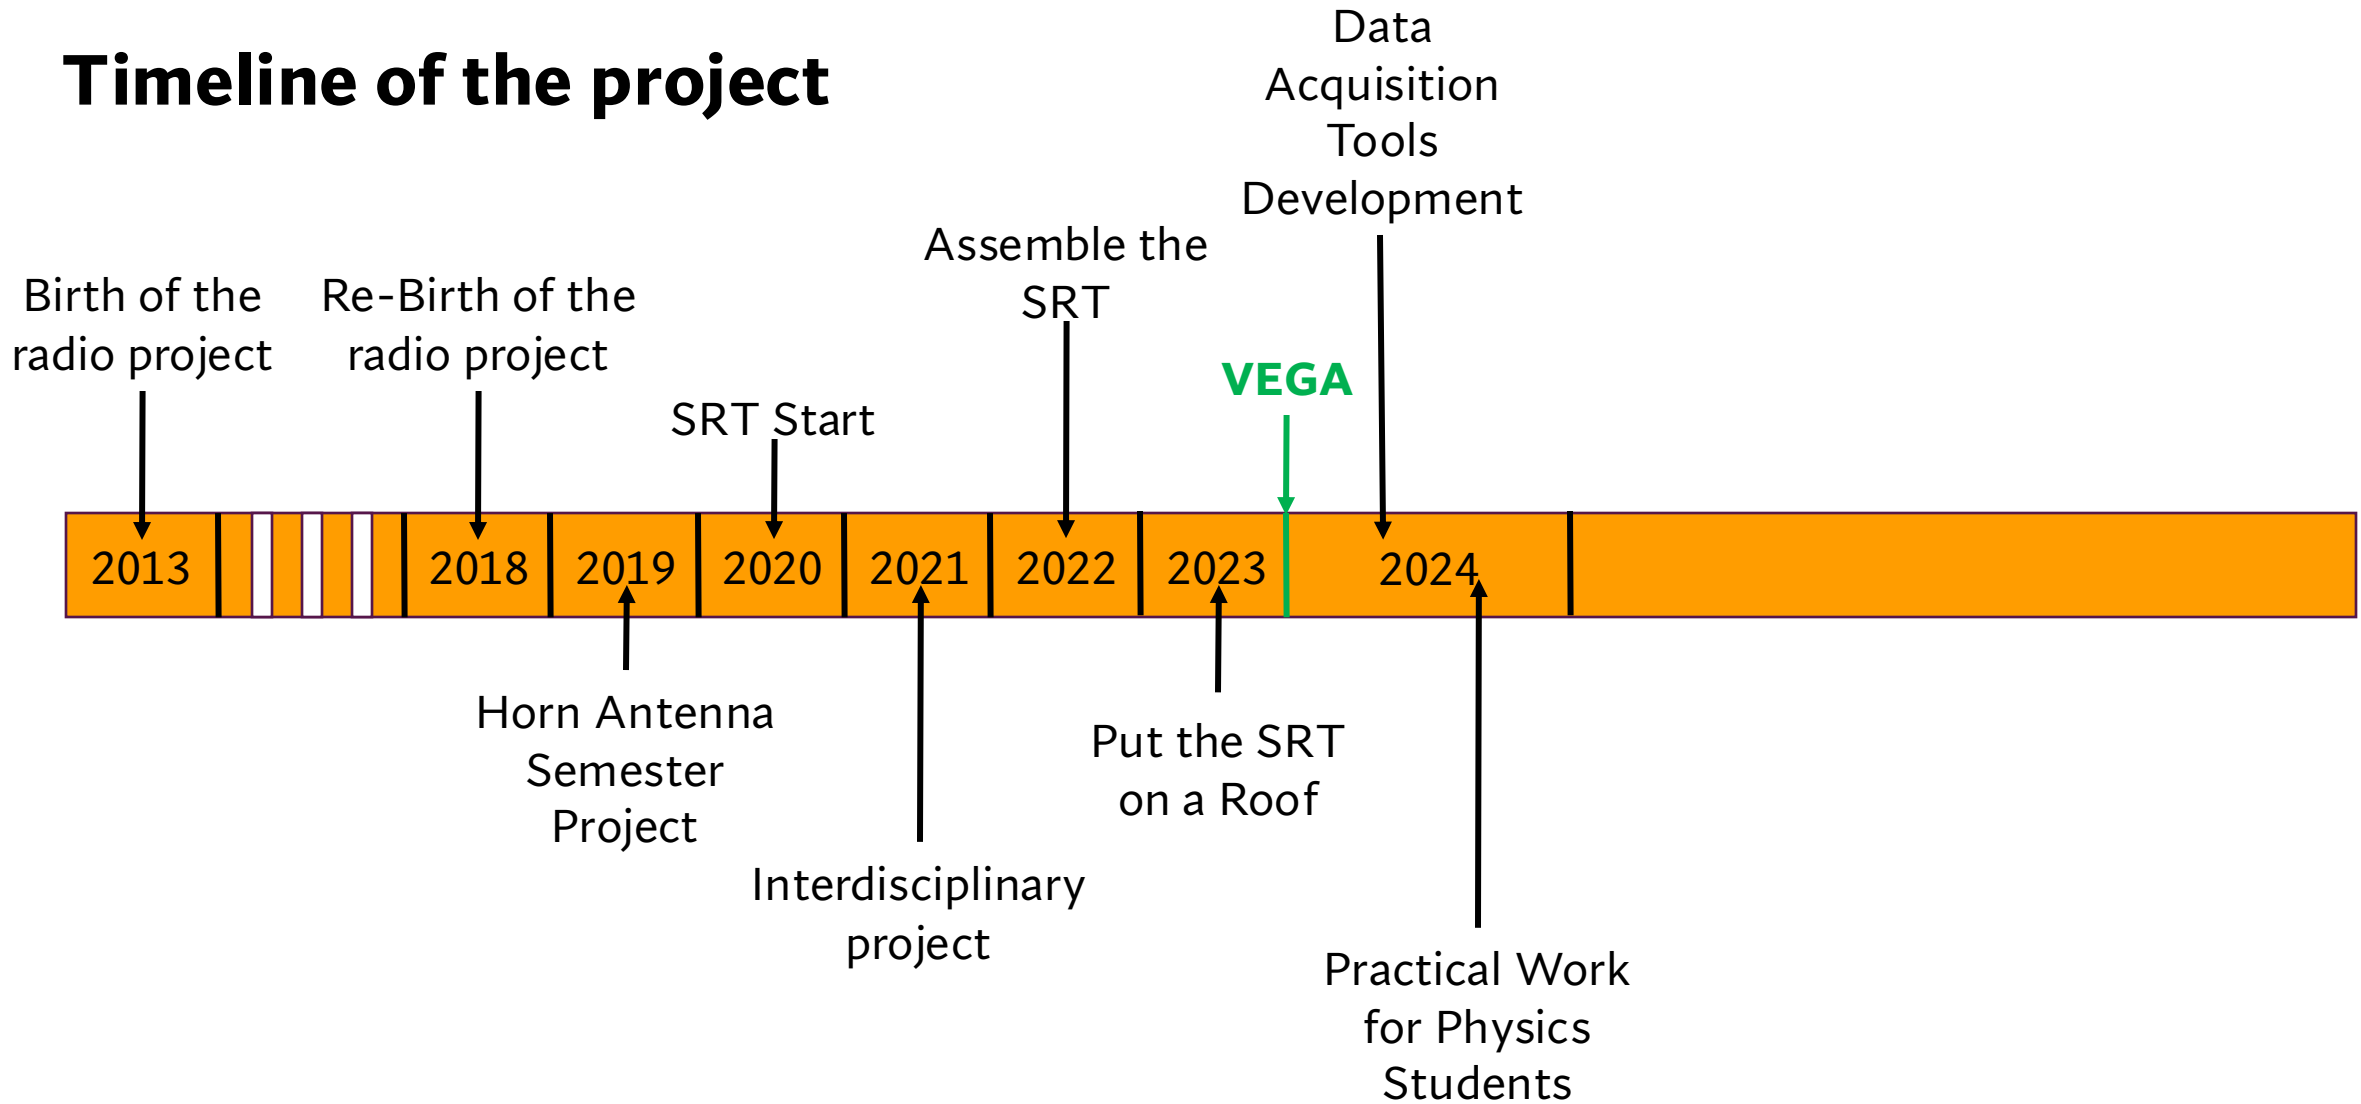 Timeline of the project
Data
Acquisition
Tools
Development
Assemble the
SRT
Birth of the
radio project
Re-Birth of the
radio project
VEGA
SRT Start
2013
2018
2019
2020
2021
2022
2023
2024
Horn Antenna
Semester
Project
Put the SRT
on a Roof
Interdisciplinary
project
Practical Work
for Physics
Students